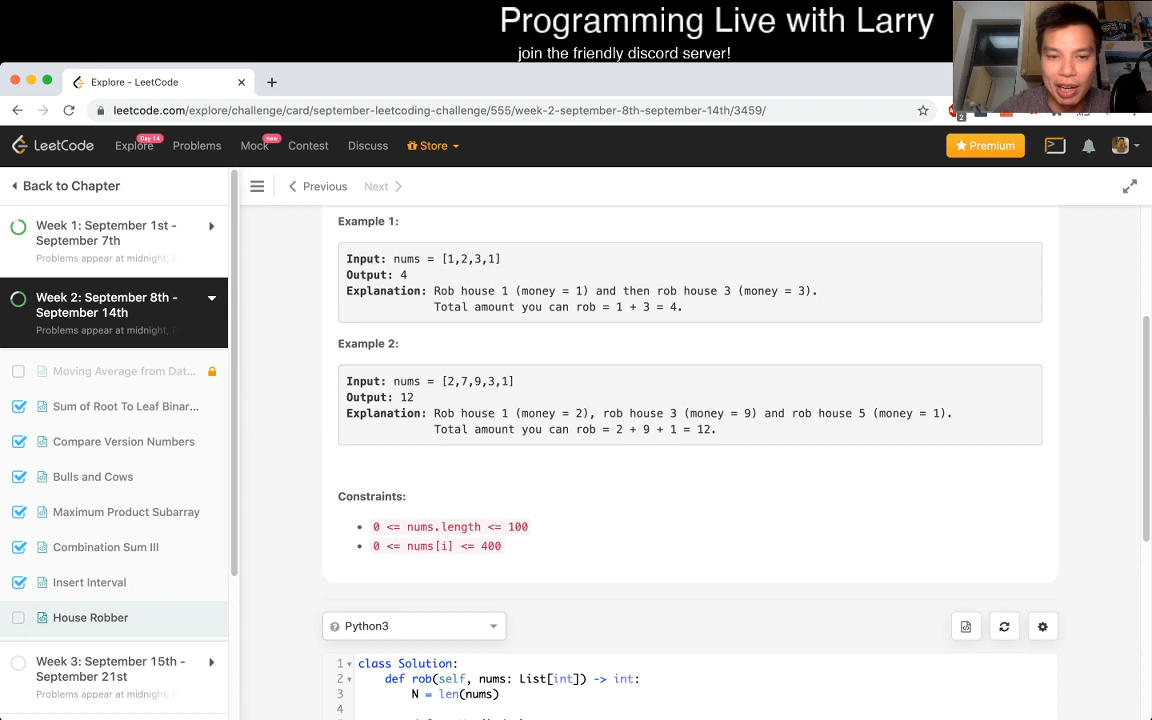 Programming Live with Larry
join the friendly discord server!
Explore - LeetCode
leetcode.com/explore/challenge/card/september-leetcoding-challenge/555/week-2-september-8th-september-14th/3459/
2
LeetCode
Explore
Day 14
Problems
Mock
new
Contest
Discuss
Store
Premium
Back to Chapter
Previous
Next
Week 1: September 1st -
September 7th
Problems appear at midnight,
Week 2: September 8th -
September 14th
Problems appear at midnight,
Moving Average from Dat...
Sum of Root To Leaf Binar...
Compare Version Numbers
Bulls and Cows
Maximum Product Subarray
Combination Sum III
Insert Interval
House Robber
Week 3: September 15th -
September 21st
Problems appear at midnight,
Example 1:
Input: nums = [1,2,3,1]
Output: 4
Explanation: Rob house 1 (money = 1) and then rob house 3 (money = 3).
Total amount you can rob = 1 + 3 = 4.
Example 2:
Input: nums = [2,7,9,3,1]
Output: 12
Explanation: Rob house 1 (money = 2), rob house 3 (money = 9) and rob house 5 (money = 1).
Total amount you can rob = 2 + 9 + 1 = 12.
Constraints:
0 <= nums.length <= 100
0 <= nums[i] <= 400
Python3
1 class Solution:
2 def rob(self, nums: List[int]) -> int:
3 N = len(nums)
4